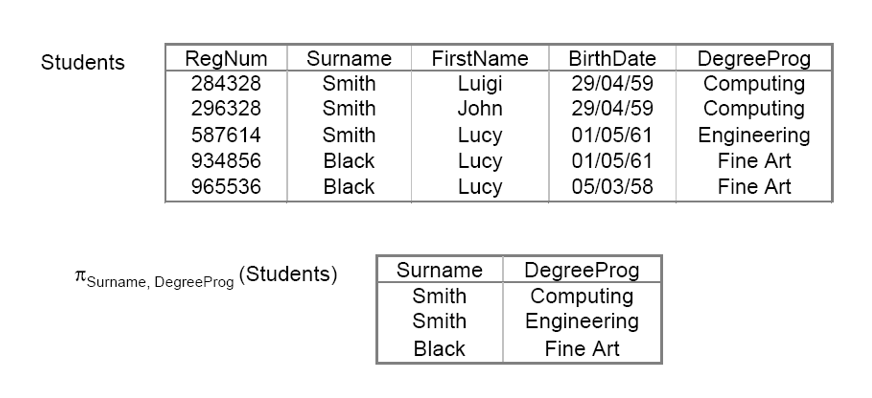 Students RegNum Surname FirstName BirthDate DegreeProg
284328 Smith Luigi 29/04/59 Computing
296328 Smith John 29/04/59 Computing
587614 Smith Lucy 01/05/61 Engineering
934856 Black Lucy 01/05/61 Fine Art
965536 Black Lucy 05/03/58 Fine Art
π Surname, DegreeProg (Students)
Surname DegreeProg
Smith Computing
Smith Engineering
Black Fine Art